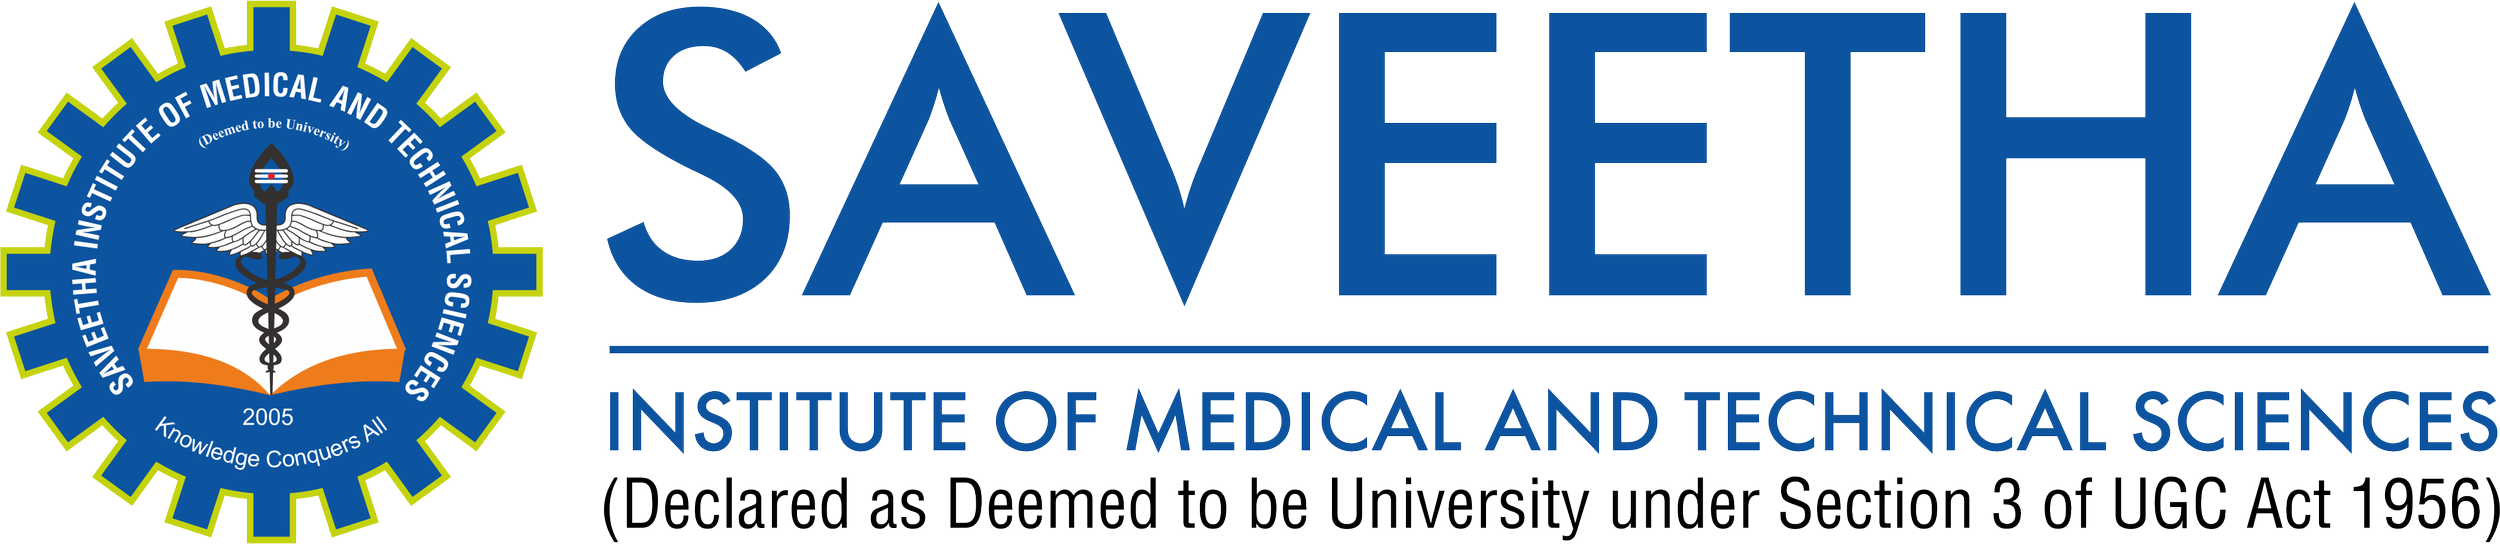 SAVEETHA INSTITUTE OF MEDICAL AND TECHNICAL SCIENCES
(Deemed to be University)
2005
Knowledge Conquers All
SAVEETHA
INSTITUTE OF MEDICAL AND TECHNICAL SCIENCES
(Declared as Deemed to be University under Section 3 of UGC Act 1956)